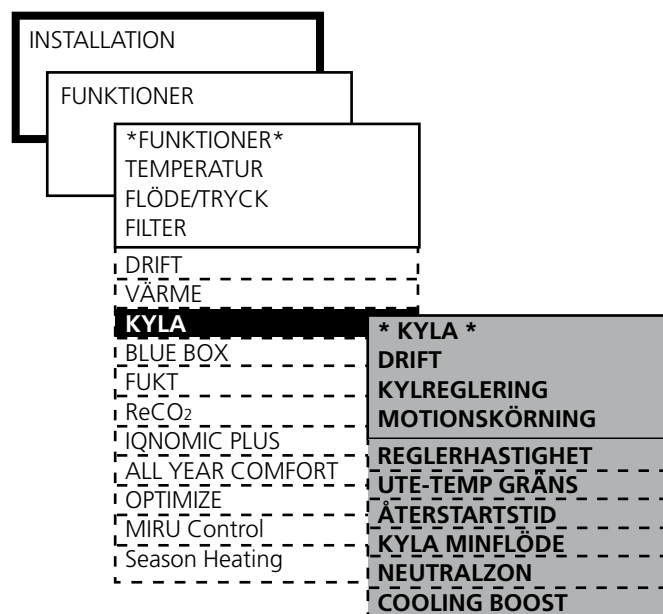 INSTALLATION
FUNKTIONER
*FUNKTIONER*
TEMPERATUR
FLÖDE/TRYCK
FILTER
DRIFT
VÄRME
KYLA
BLUE BOX
FUKT
ReCO₂
IQNOMIC PLUS
ALL YEAR COMFORT
OPTIMIZE
MIRU Control
Season Heating
* KYLA *
DRIFT
KYLREGLERING
MOTIONSKÖRNING
REGLERHASTIGHET
UTE-TEMP GRÄNS
ÅTERSTARTSTID
KYLA MINFLÖDE
NEUTRALZON
COOLING BOOST